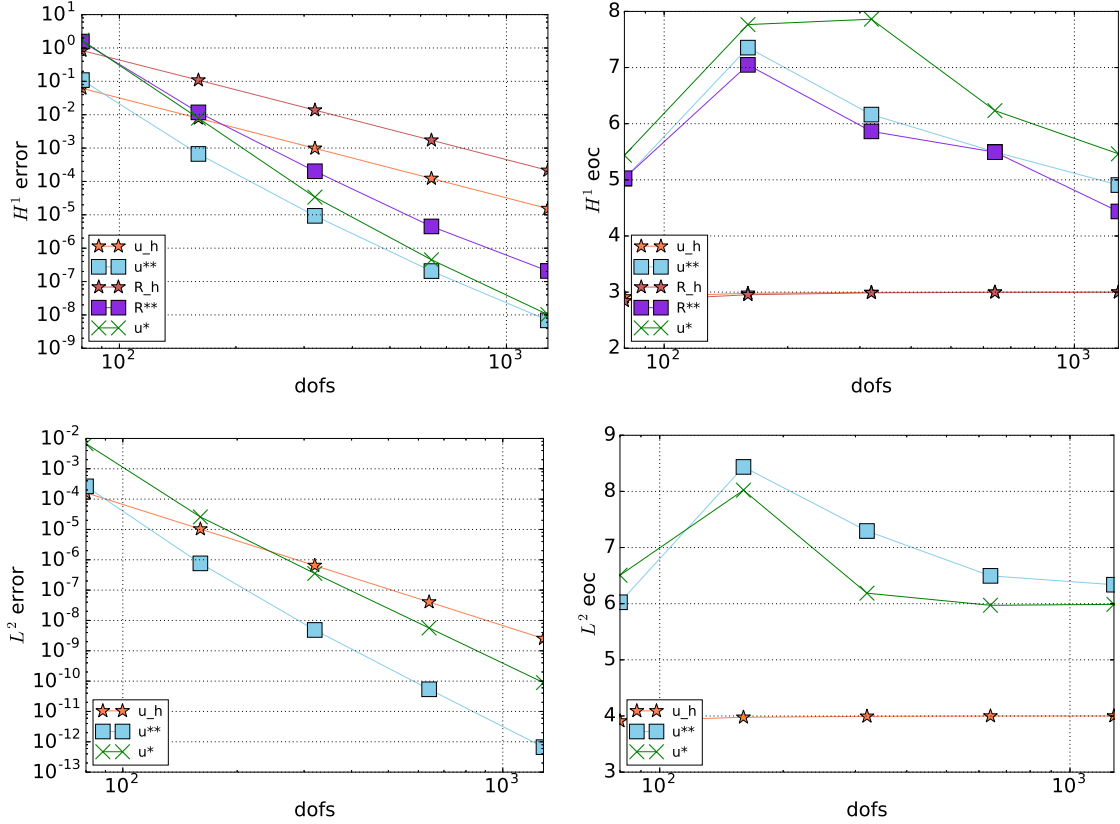 10^1
10^0
10^-1
10^-2
10^-3
10^-4
10^-5
10^-6
10^-7
10^-8
10^-9
H^1 error
u_h
u**
R_h
R**
u*
10^2
10^3
dofs
8
7
6
5
4
3
2
H^1 eoc
u_h
u**
R_h
R**
u*
10^2
10^3
dofs
10^-2
10^-3
10^-4
10^-5
10^-6
10^-7
10^-8
10^-9
10^-10
10^-11
10^-12
10^-13
L^2 error
u_h
u**
u*
10^2
10^3
dofs
9
8
7
6
5
4
3
L^2 eoc
u_h
u**
u*
10^2
10^3
dofs